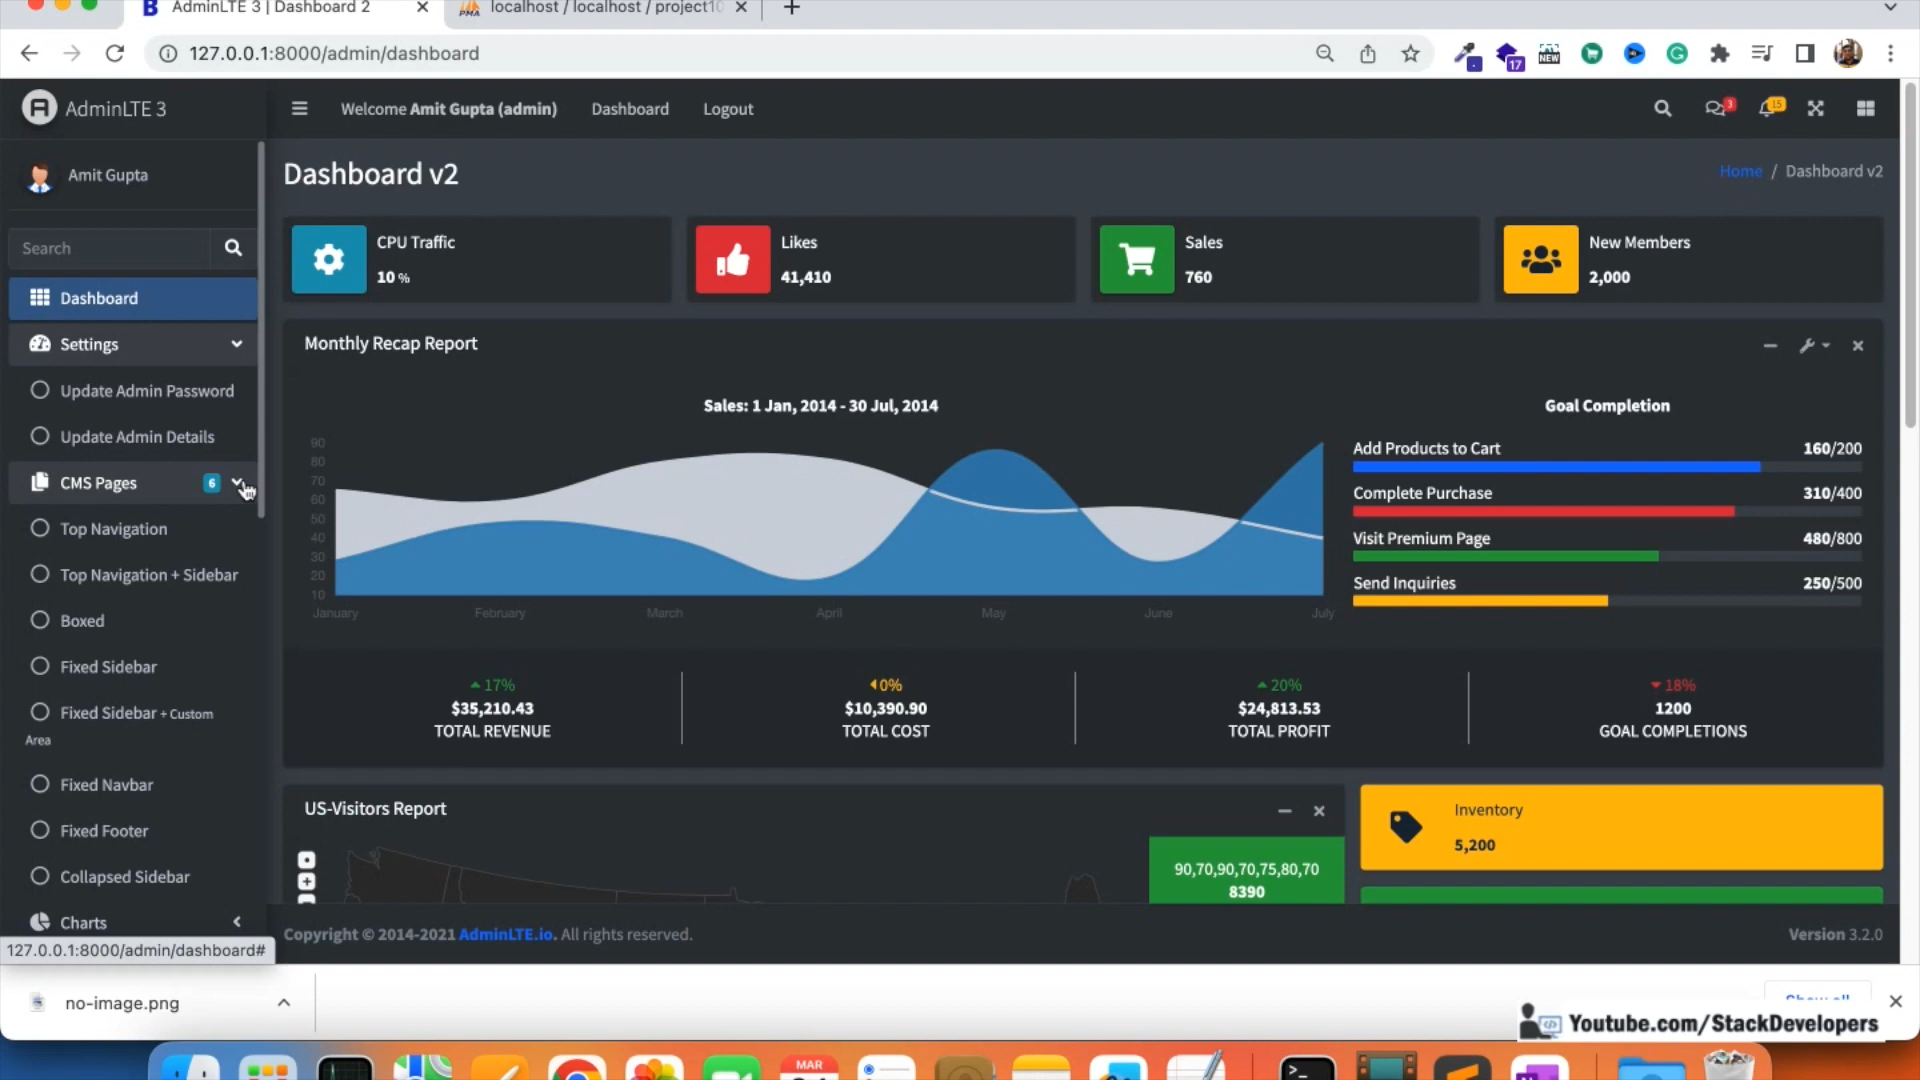 AdminLTE 3 | Dashboard 2
localhost / localhost / project10
127.0.0.1:8000/admin/dashboard
17
NEW
AdminLTE 3
Welcome Amit Gupta (admin)
Dashboard
Logout
3
15
Amit Gupta
Dashboard v2
Home / Dashboard v2
Search
CPU Traffic
10 %
Likes
41,410
Sales
760
New Members
2,000
Dashboard
Settings
Update Admin Password
Update Admin Details
CMS Pages
6
Top Navigation
Top Navigation + Sidebar
Boxed
Fixed Sidebar
Fixed Sidebar + Custom
Area
Fixed Navbar
Fixed Footer
Collapsed Sidebar
Charts
Monthly Recap Report
Sales: 1 Jan, 2014 - 30 Jul, 2014
90
80
70
60
50
40
30
20
10
January
February
March
April
May
June
July
Goal Completion
Add Products to Cart 160/200
Complete Purchase 310/400
Visit Premium Page 480/800
Send Inquiries 250/500
17%
$35,210.43
TOTAL REVENUE
0%
$10,390.90
TOTAL COST
20%
$24,813.53
TOTAL PROFIT
18%
1200
GOAL COMPLETIONS
US-Visitors Report
90,70,90,70,75,80,70
8390
Inventory
5,200
Copyright © 2014-2021 AdminLTE.io. All rights reserved.
Version 3.2.0
127.0.0.1:8000/admin/dashboard#
no-image.png
Show all
Youtube.com/StackDevelopers
MAR